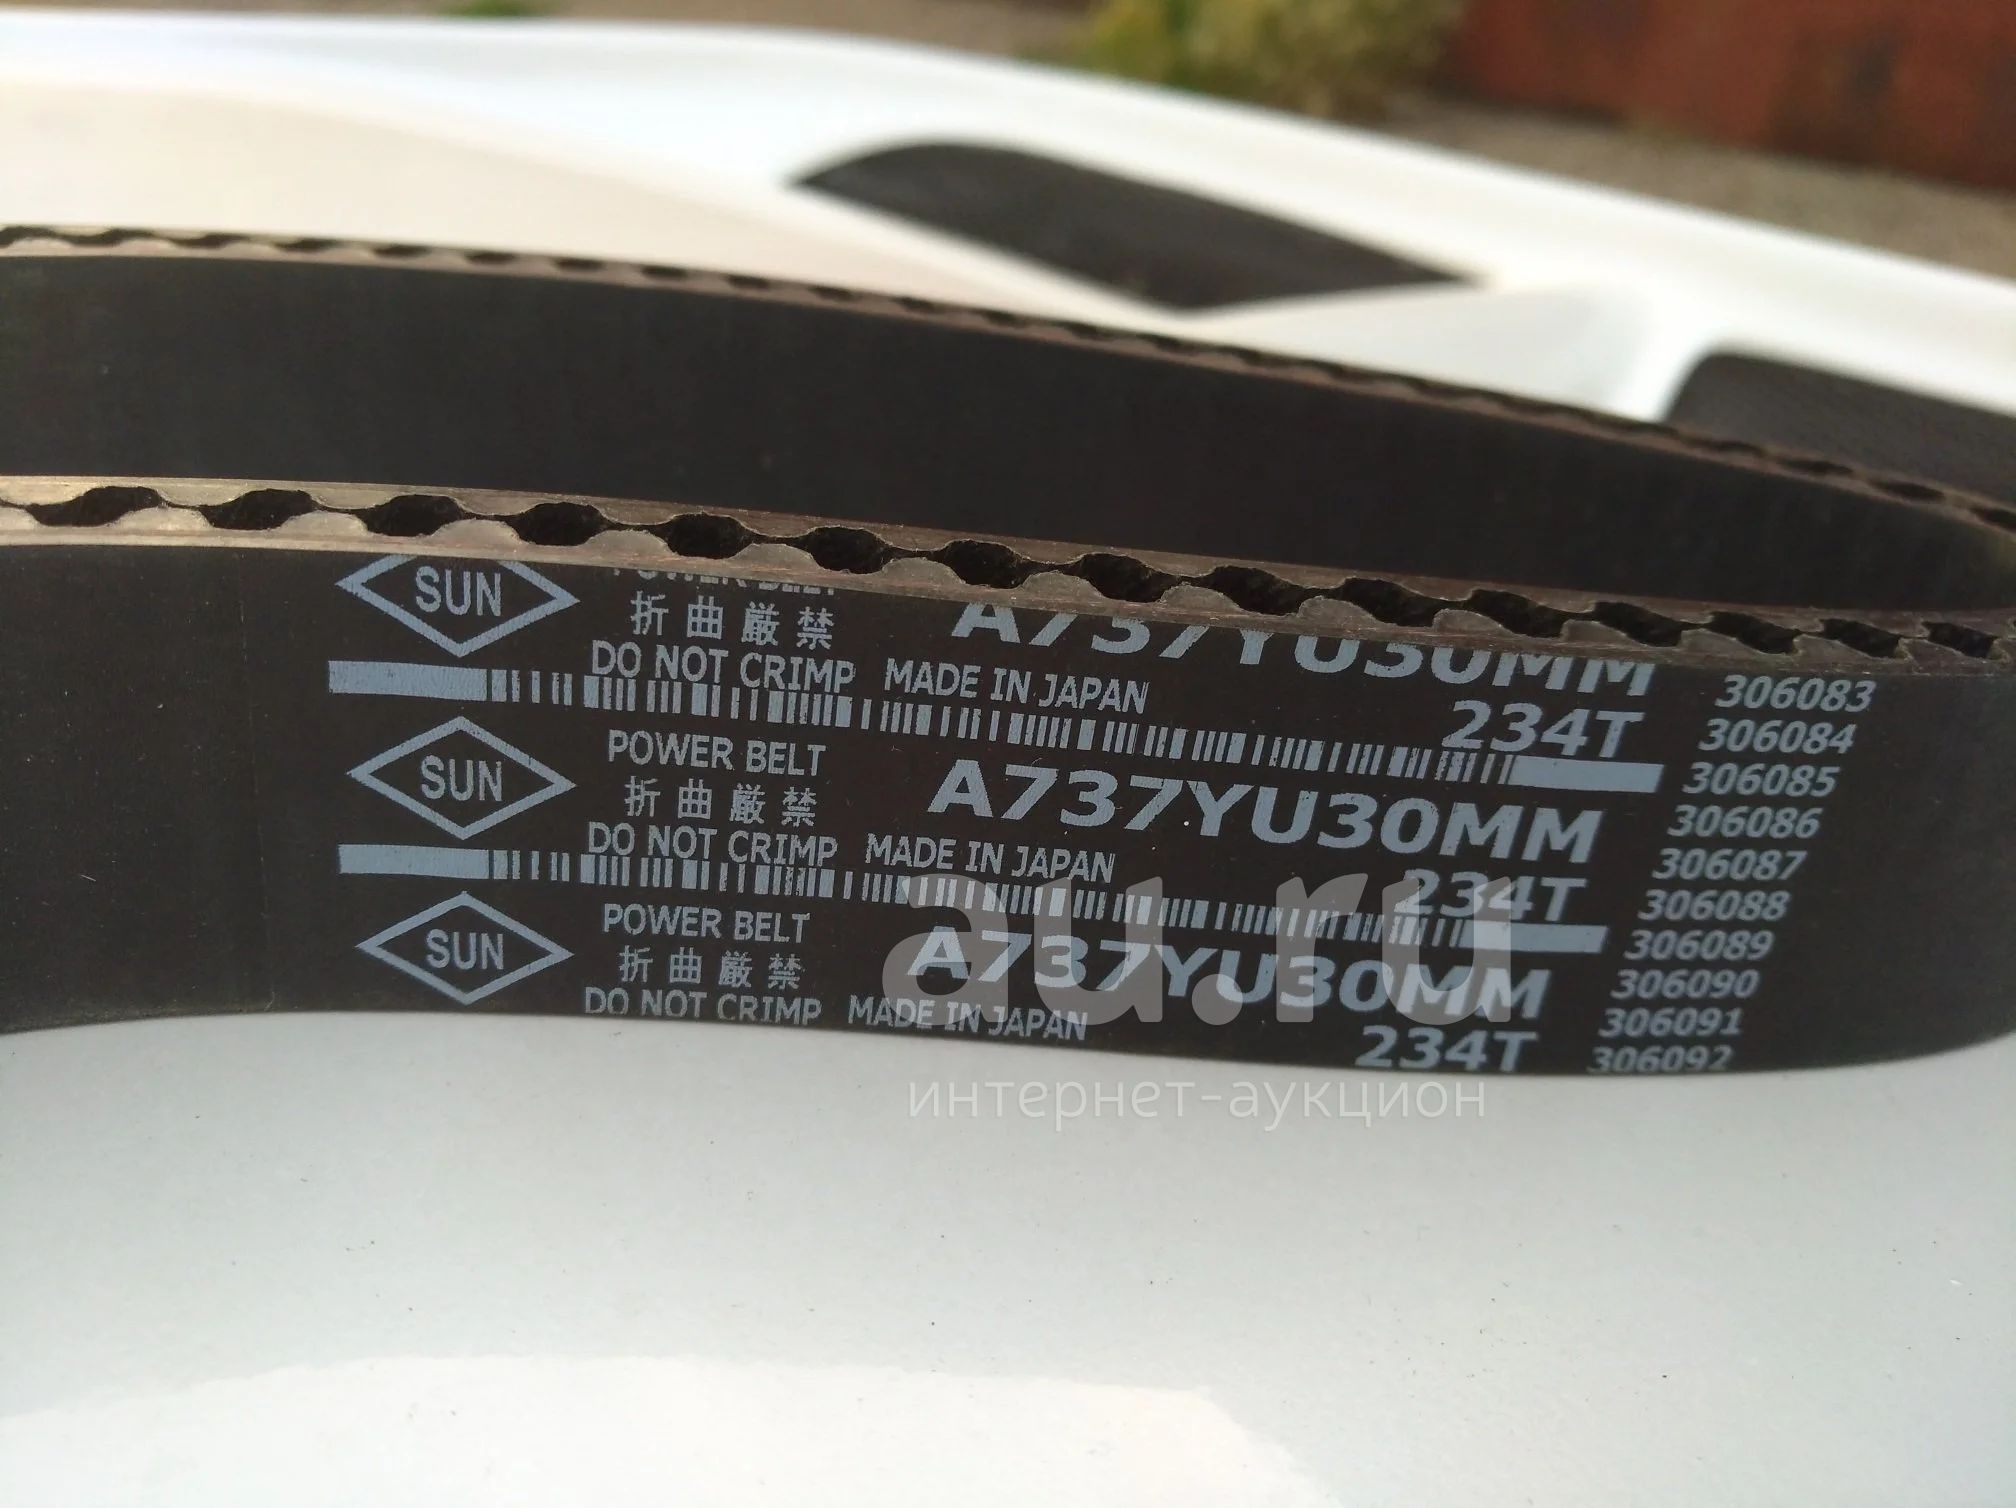 SUN
POWER BELT
折曲厳禁
DO NOT CRIMP MADE IN JAPAN
A737YU30MM
234T
SUN
POWER BELT
折曲厳禁
DO NOT CRIMP MADE IN JAPAN
A737YU30MM
234T
SUN
POWER BELT
折曲厳禁
DO NOT CRIMP MADE IN JAPAN
A737YU30MM
234T
306083
306084
306085
306086
306087
306088
306089
306090
306091
306092
au.ru
интернет-аукцион